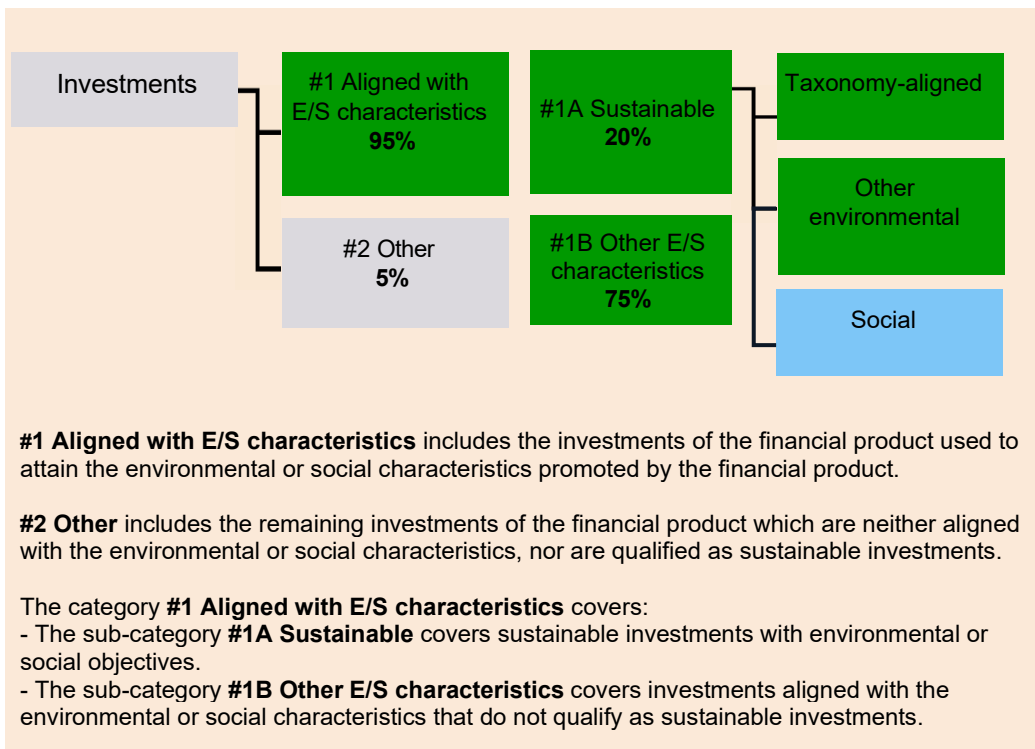 Investments
#1 Aligned with
E/S characteristics
95%
#2 Other
5%
#1A Sustainable
20%
#1B Other E/S
characteristics
75%
Taxonomy-aligned
Other
environmental
Social
#1 Aligned with E/S characteristics includes the investments of the financial product used to
attain the environmental or social characteristics promoted by the financial product.
#2 Other includes the remaining investments of the financial product which are neither aligned
with the environmental or social characteristics, nor are qualified as sustainable investments.
The category #1 Aligned with E/S characteristics covers:
- The sub-category #1A Sustainable covers sustainable investments with environmental or
social objectives.
- The sub-category #1B Other E/S characteristics covers investments aligned with the
environmental or social characteristics that do not qualify as sustainable investments.